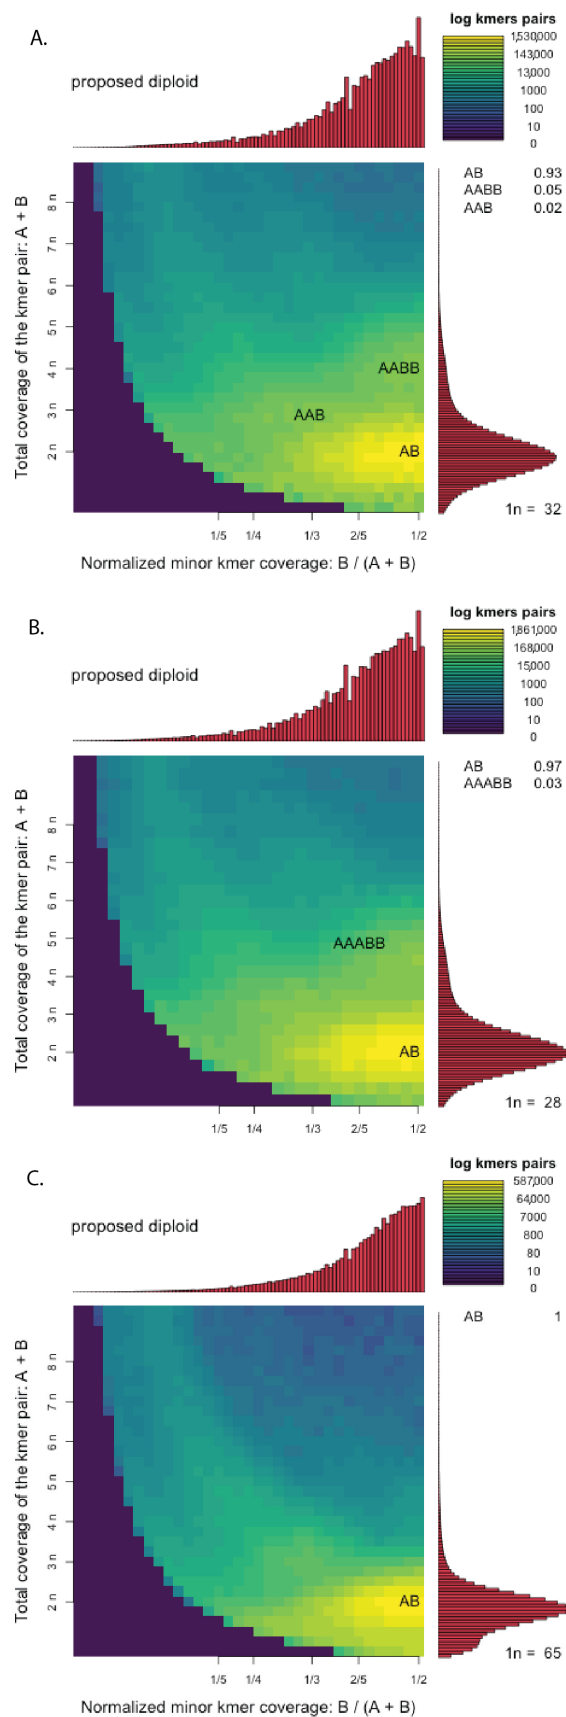 A.
log kmers pairs
proposed diploid
1,530,000
143,000
13,000
1000
100
10
0
AB 0.93
AABB 0.05
AAB 0.02
Total coverage of the kmer pair: A + B
8 n
7 n
6 n
5 n
4 n
3 n
2 n
AABB
AAB
AB
1n = 32
1/5 1/4 1/3 2/5 1/2
Normalized minor kmer coverage: B / (A + B)
B.
log kmers pairs
proposed diploid
1,861,000
168,000
15,000
1000
100
10
0
AB 0.97
AAABB 0.03
Total coverage of the kmer pair: A + B
8 n
7 n
6 n
5 n
4 n
3 n
2 n
AAABB
AB
1n = 28
1/5 1/4 1/3 2/5 1/2
C.
log kmers pairs
proposed diploid
587,000
64,000
7000
800
80
10
0
AB 1
Total coverage of the kmer pair: A + B
8 n
7 n
6 n
5 n
4 n
3 n
2 n
AB
1n = 65
1/5 1/4 1/3 2/5 1/2
Normalized minor kmer coverage: B / (A + B)